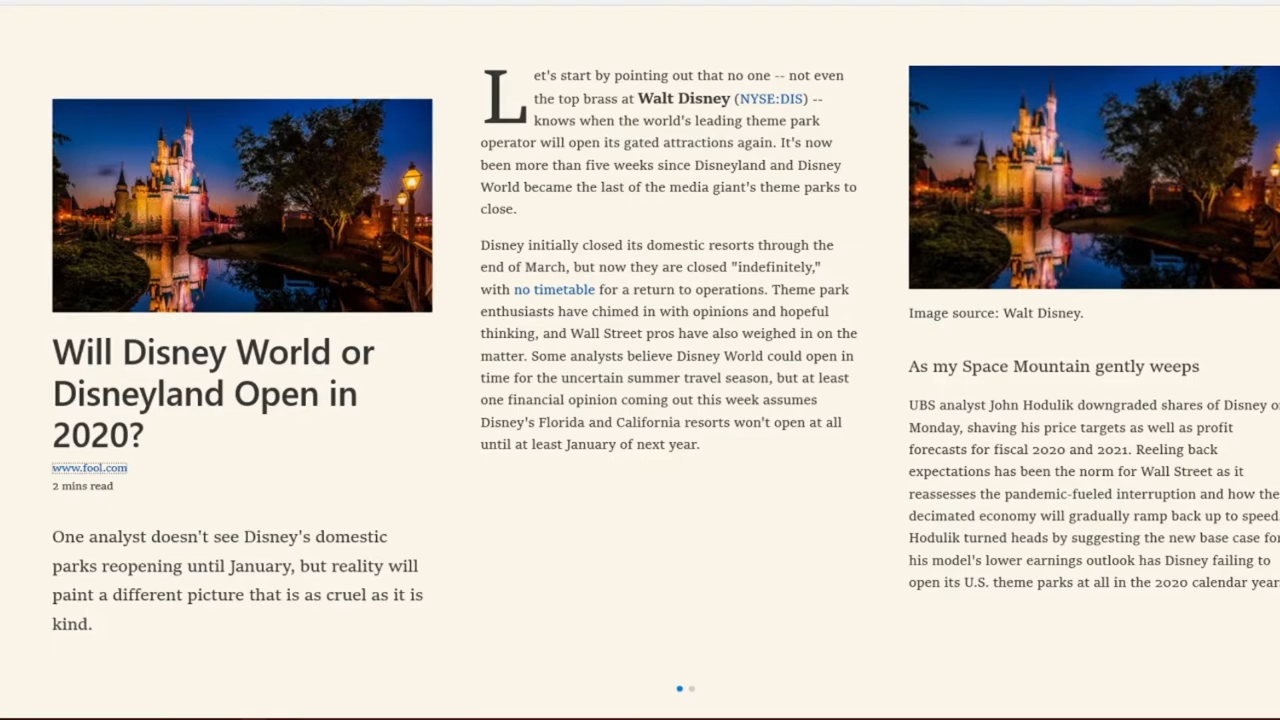 Will Disney World or
Disneyland Open in
2020?
www.fool.com
2 mins read
One analyst doesn't see Disney's domestic
parks reopening until January, but reality will
paint a different picture that is as cruel as it is
kind.
Let's start by pointing out that no one -- not even
the top brass at Walt Disney (NYSE:DIS) --
knows when the world's leading theme park
operator will open its gated attractions again. It's now
been more than five weeks since Disneyland and Disney
World became the last of the media giant's theme parks to
close.
Disney initially closed its domestic resorts through the
end of March, but now they are closed "indefinitely,"
with no timetable for a return to operations. Theme park
enthusiasts have chimed in with opinions and hopeful
thinking, and Wall Street pros have also weighed in on the
matter. Some analysts believe Disney World could open in
time for the uncertain summer travel season, but at least
one financial opinion coming out this week assumes
Disney's Florida and California resorts won't open at all
until at least January of next year.
Image source: Walt Disney.
As my Space Mountain gently weeps
UBS analyst John Hodulik downgraded shares of Disney
Monday, shaving his price targets as well as profit
forecasts for fiscal 2020 and 2021. Reeling back
expectations has been the norm for Wall Street as it
reassesses the pandemic-fueled interruption and how the
decimated economy will gradually ramp back up to speed.
Hodulik turned heads by suggesting the new base case for
his model's lower earnings outlook has Disney failing to
open its U.S. theme parks at all in the 2020 calendar year.